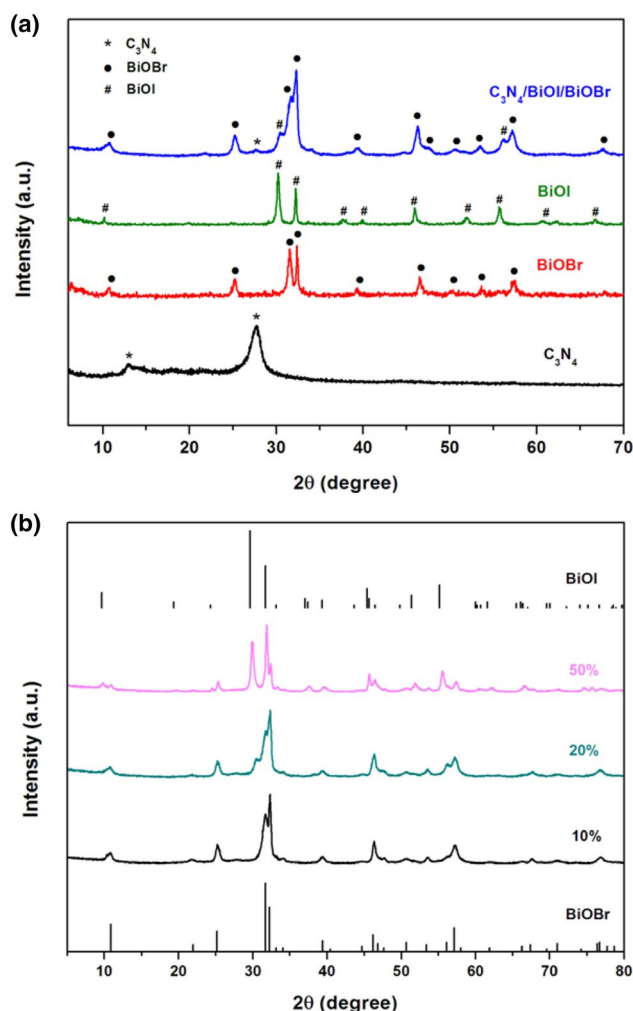 (a)
* C₃N₄
● BiOBr
# BiOI
C₃N₄/BiOI/BiOBr
BiOI
BiOBr
C₃N₄
Intensity (a.u.)
10 20 30 40 50 60 70
2θ (degree)
(b)
BiOI
50%
20%
10%
BiOBr
Intensity (a.u.)
10 20 30 40 50 60 70 80
2θ (degree)